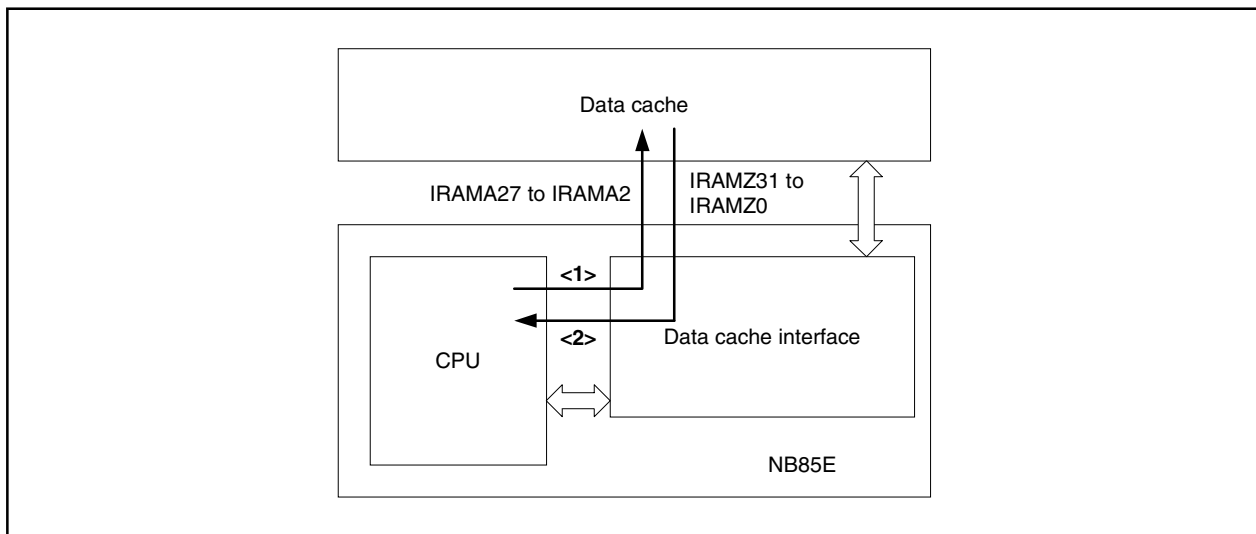 Data cache
IRAMA27 to IRAMA2
IRAMZ31 to
IRAMZ0
<1>
<2>
CPU
Data cache interface
NB85E